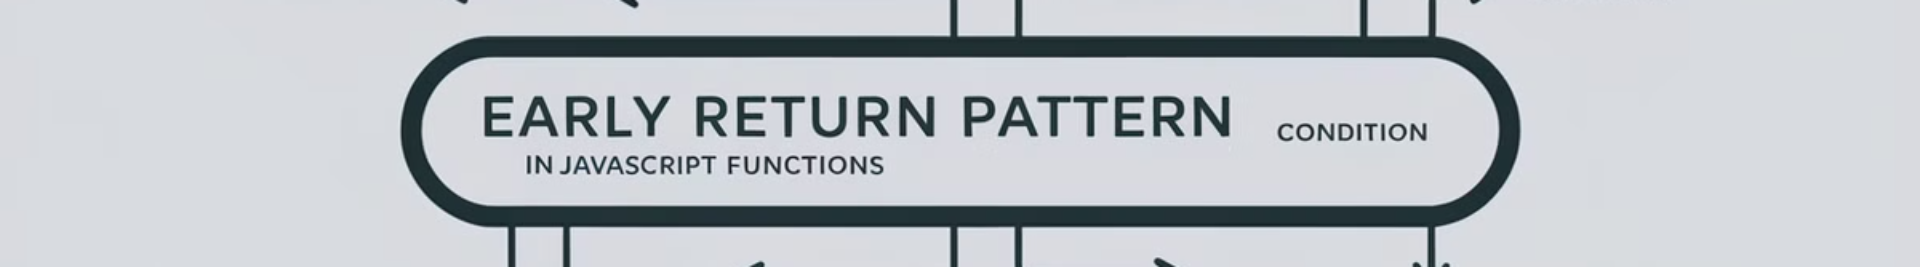 EARLY RETURN PATTERN CONDITION
IN JAVASCRIPT FUNCTIONS